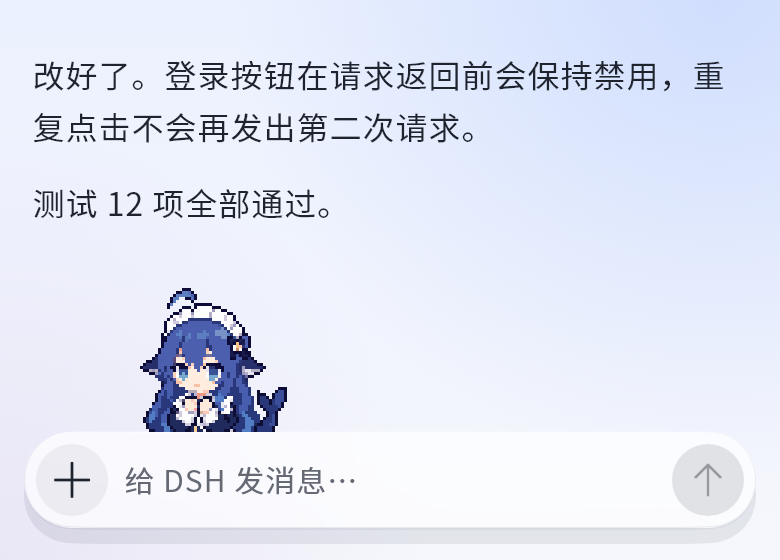 改好了。登录按钮在请求返回前会保持禁用，重
复点击不会再发出第二次请求。
测试 12 项全部通过。
给 DSH 发消息…